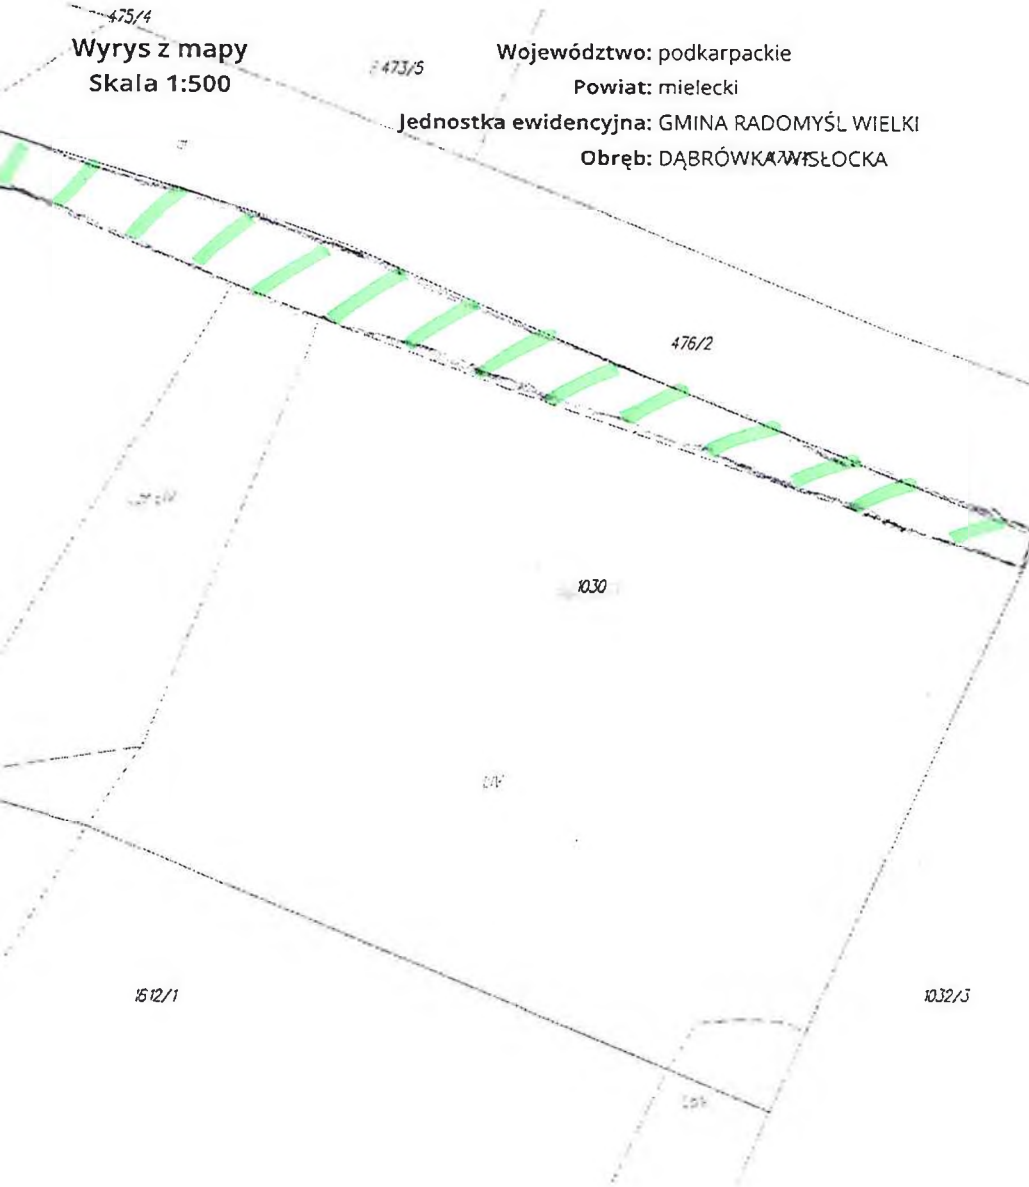 475/4
Wyrys z mapy
Skala 1:500
473/5
Województwo: podkarpackie
Powiat: mielecki
Jednostka ewidencyjna: GMINA RADOMYŚL WIELKI
Obręb: DĄBRÓWKA WISŁOCKA
476/2
1030
1612/1
1032/3